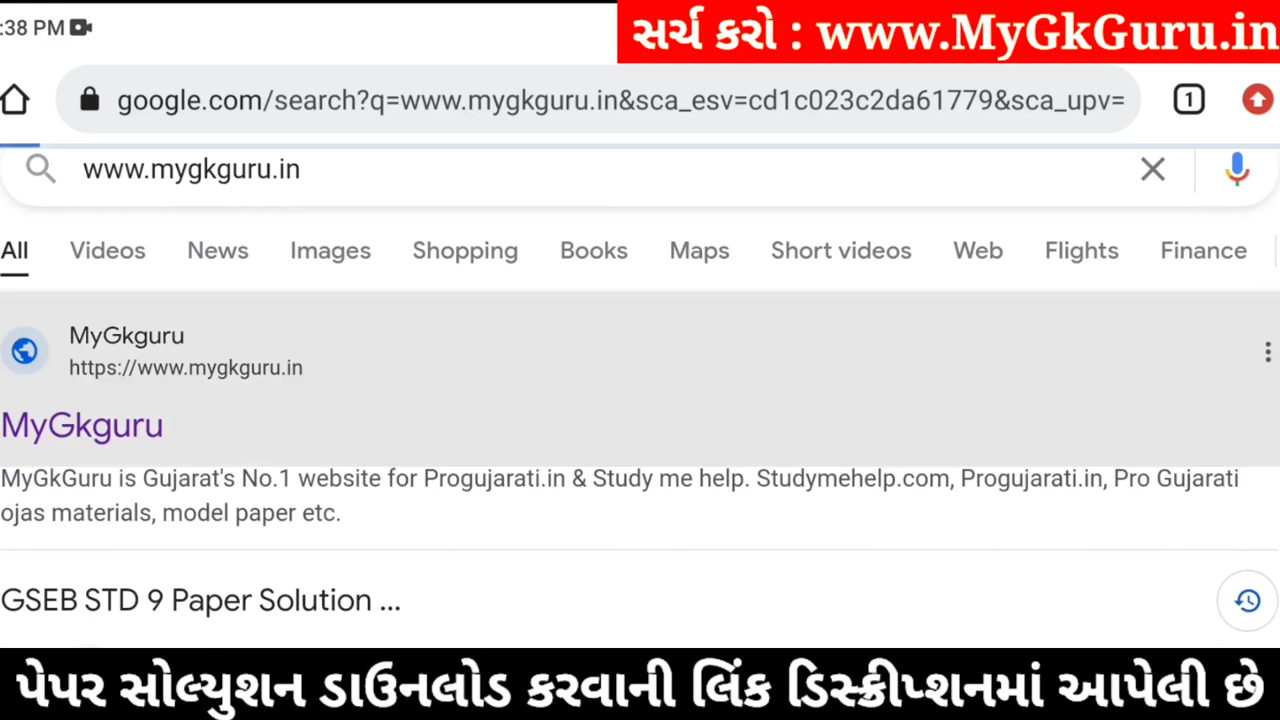 :38 PM
સર્ચ કરો : www.MyGkGuru.in
google.com/search?q=www.mygkguru.in&sca_esv=cd1c023c2da61779&sca_upv=
1
www.mygkguru.in
All Videos News Images Shopping Books Maps Short videos Web Flights Finance
MyGkguru
https://www.mygkguru.in
MyGkguru
MyGkGuru is Gujarat's No.1 website for Progujarati.in & Study me help. Studymehelp.com, Progujarati.in, Pro Gujarati
ojas materials, model paper etc.
GSEB STD 9 Paper Solution ...
પેપર સોલ્યુશન ડાઉનલોડ કરવાની લિંક ડિસ્ક્રીપ્શનમાં આપેલી છે